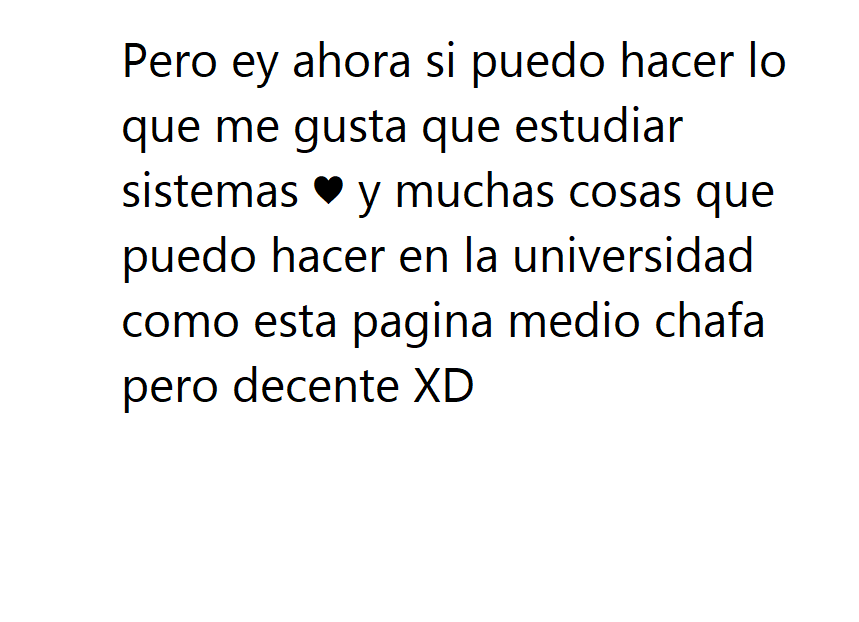 Pero ey ahora si puedo hacer lo
que me gusta que estudiar
sistemas ♥ y muchas cosas que
puedo hacer en la universidad
como esta pagina medio chafa
pero decente XD